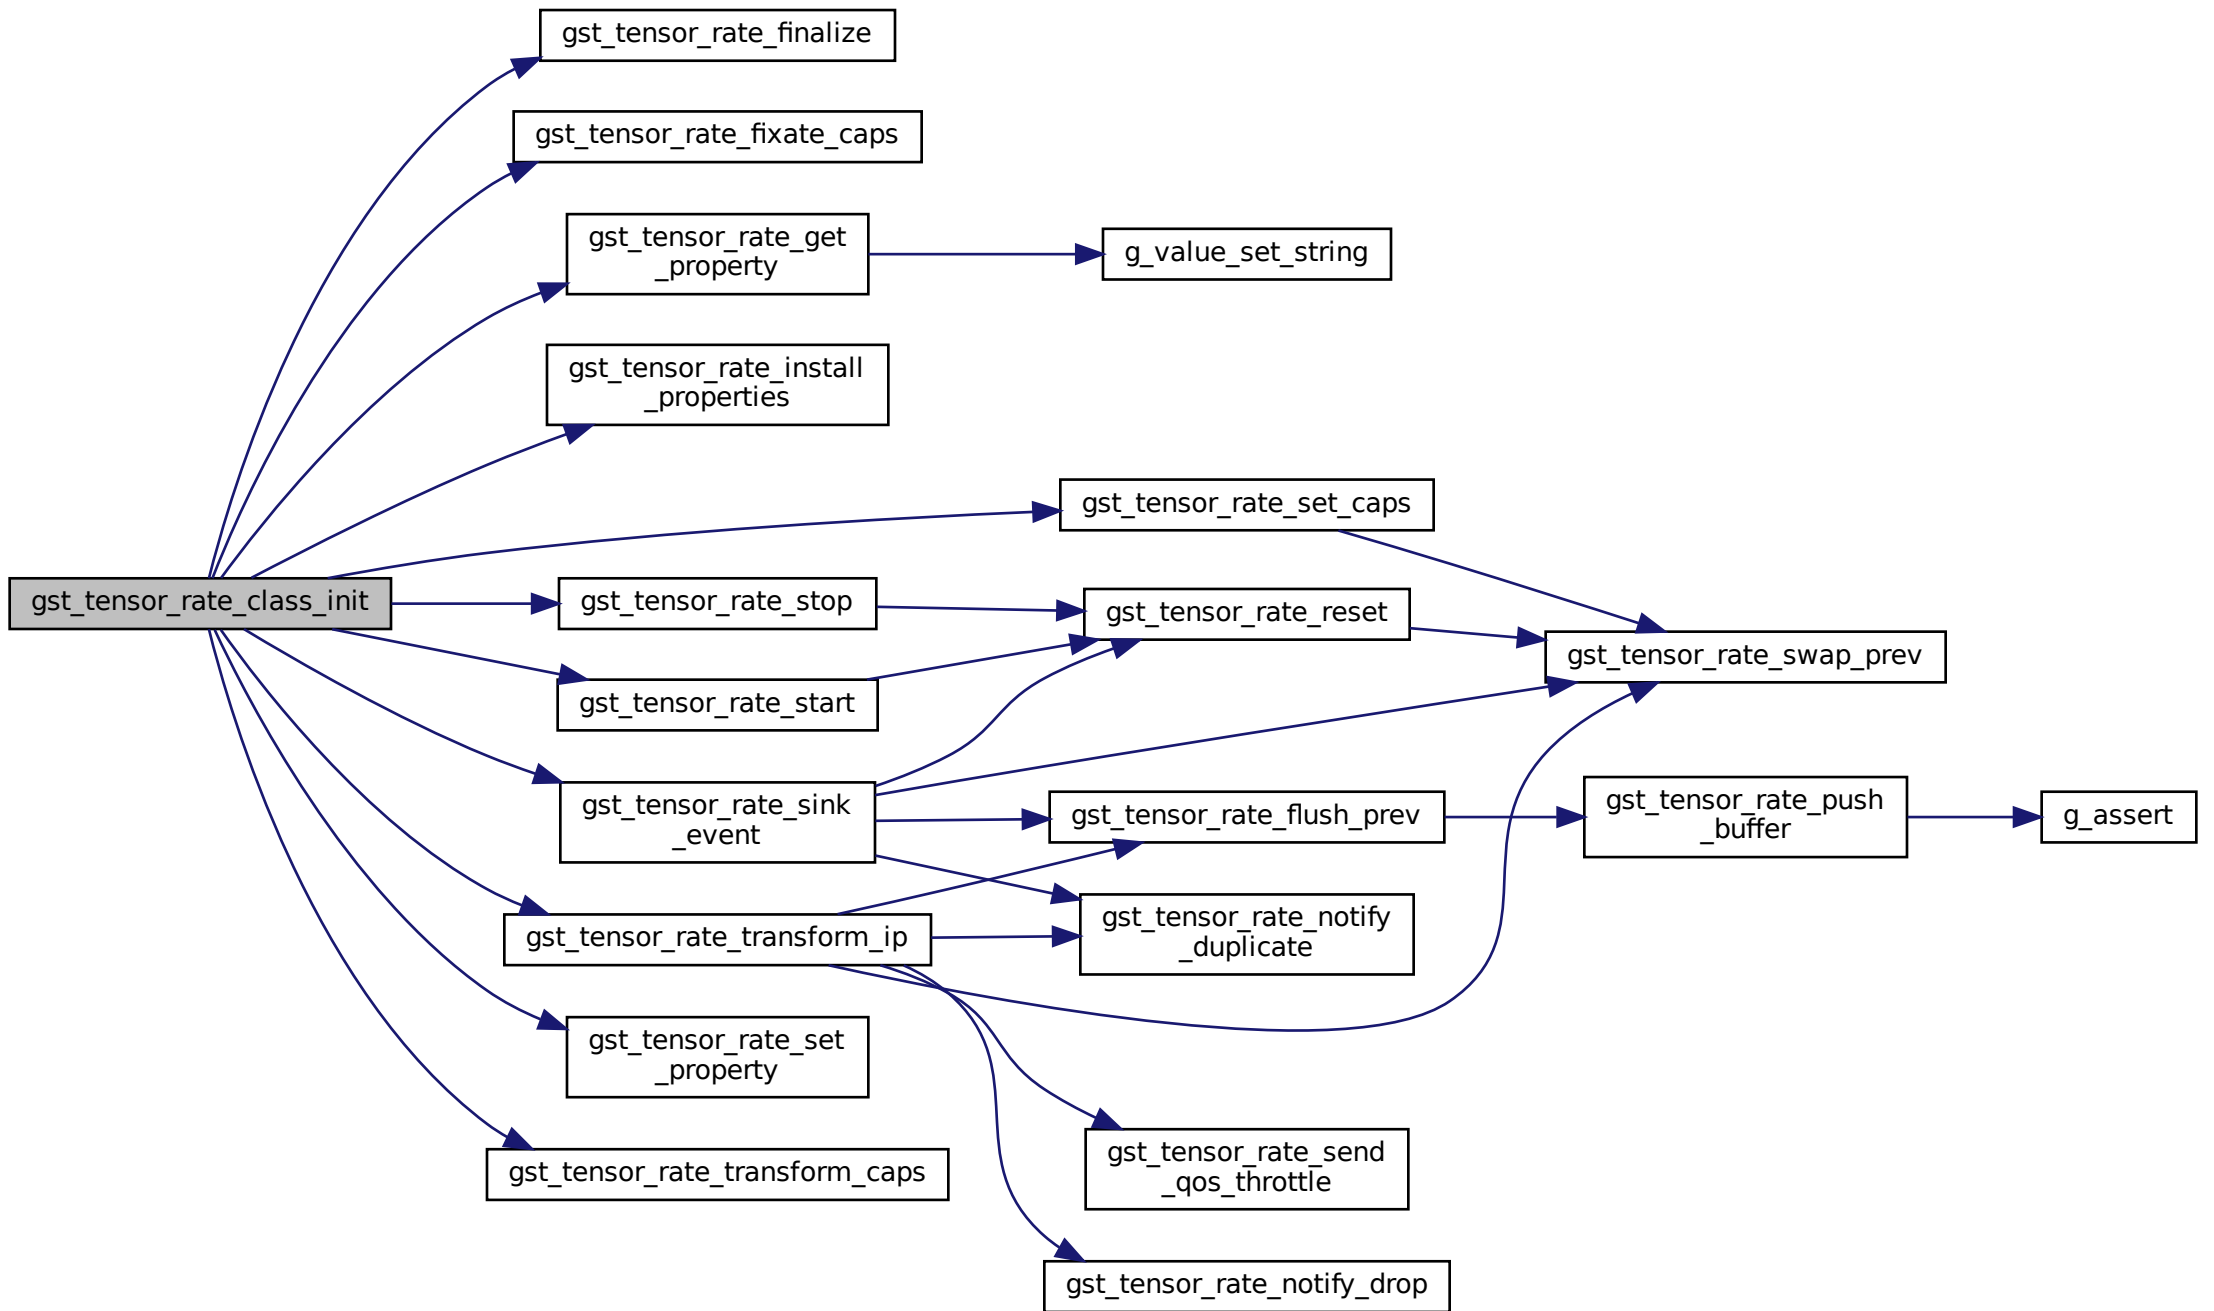 gst_tensor_rate_finalize
gst_tensor_rate_fixate_caps
gst_tensor_rate_get
_property
g_value_set_string
gst_tensor_rate_install
_properties
gst_tensor_rate_set_caps
gst_tensor_rate_class_init
gst_tensor_rate_stop
gst_tensor_rate_reset
gst_tensor_rate_swap_prev
gst_tensor_rate_start
gst_tensor_rate_sink
_event
gst_tensor_rate_flush_prev
gst_tensor_rate_push
_buffer
g_assert
gst_tensor_rate_transform_ip
gst_tensor_rate_notify
_duplicate
gst_tensor_rate_set
_property
gst_tensor_rate_transform_caps
gst_tensor_rate_send
_qos_throttle
gst_tensor_rate_notify_drop